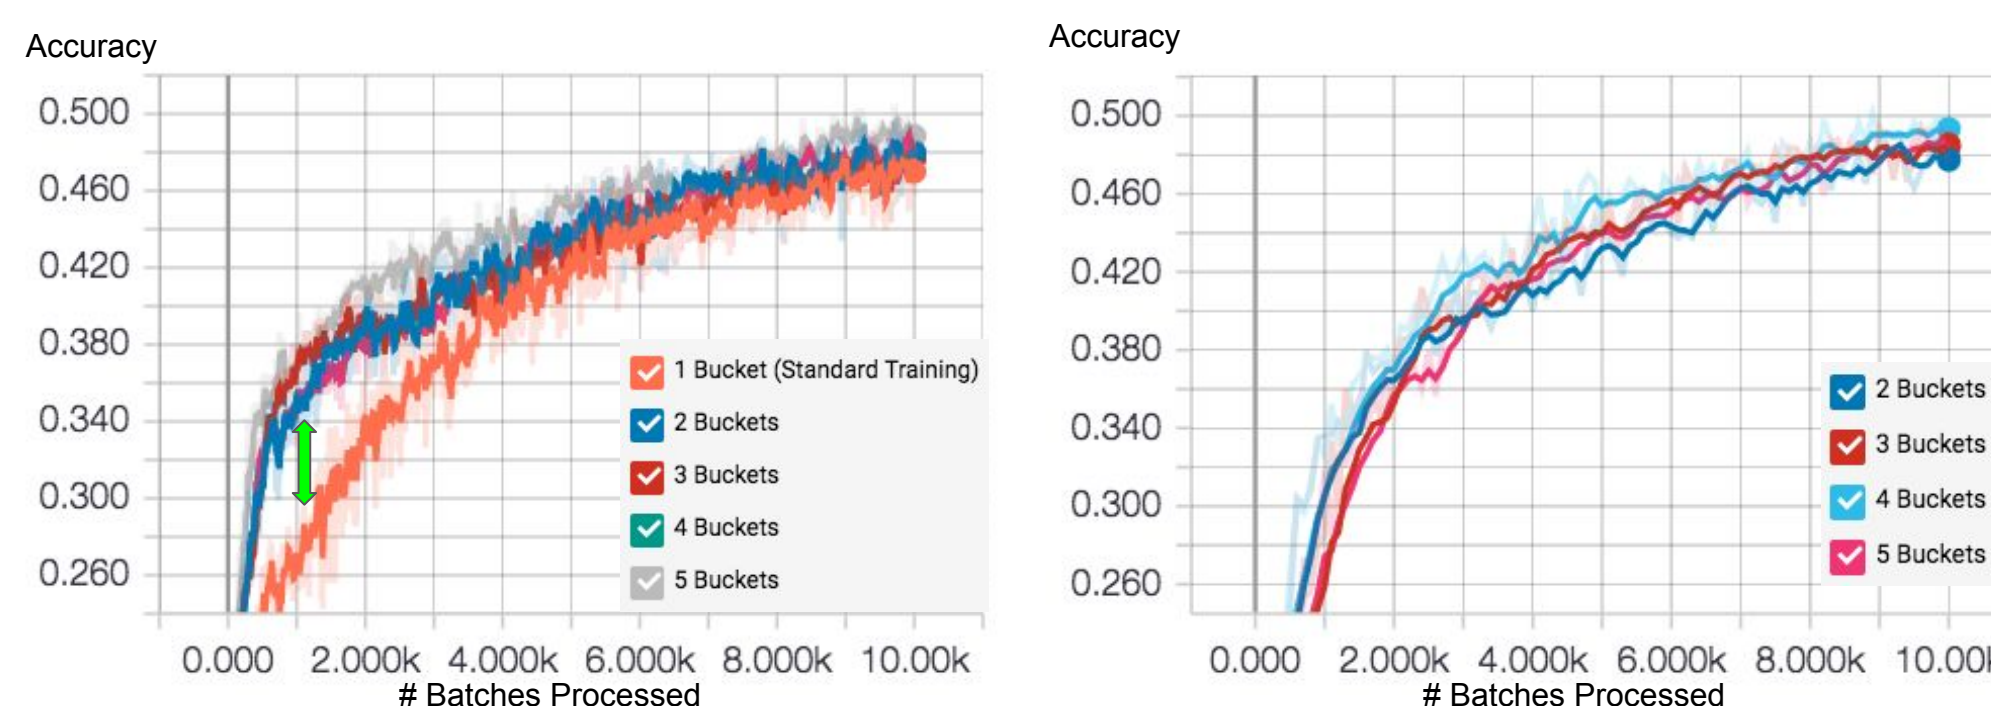 Accuracy
0.500
0.460
0.420
0.380
0.340
0.300
0.260
1 Bucket (Standard Training)
2 Buckets
3 Buckets
4 Buckets
5 Buckets
0.000 2.000k 4.000k 6.000k 8.000k 10.00k
# Batches Processed
Accuracy
0.500
0.460
0.420
0.380
0.340
0.300
0.260
2 Buckets
3 Buckets
4 Buckets
5 Buckets
0.000 2.000k 4.000k 6.000k 8.000k 10.00k
# Batches Processed